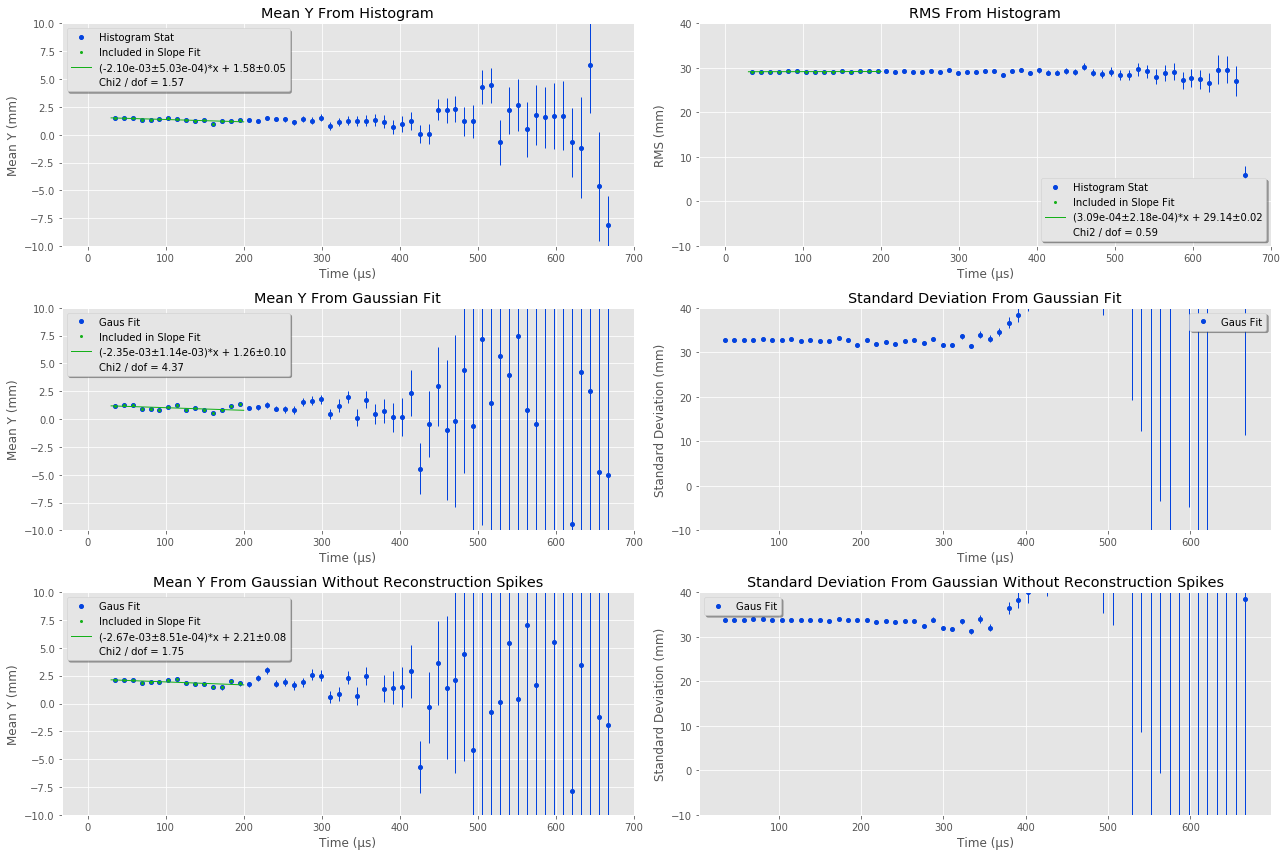 Mean Y From Histogram
10.0
7.5
5.0
2.5
0.0
−2.5
−5.0
−7.5
−10.0
Mean Y (mm)
Histogram Stat
Included in Slope Fit
(-2.10e-03±5.03e-04)*x + 1.58±0.05
Chi2 / dof = 1.57
0 100 200 300 400 500 600 700
Time (µs)
RMS From Histogram
40
30
20
10
0
−10
RMS (mm)
Histogram Stat
Included in Slope Fit
(3.09e-04±2.18e-04)*x + 29.14±0.02
Chi2 / dof = 0.59
0 100 200 300 400 500 600 700
Time (µs)
Mean Y From Gaussian Fit
10.0
7.5
5.0
2.5
0.0
−2.5
−5.0
−7.5
−10.0
Mean Y (mm)
Gaus Fit
Included in Slope Fit
(-2.35e-03±1.14e-03)*x + 1.26±0.10
Chi2 / dof = 4.37
0 100 200 300 400 500 600 700
Time (µs)
Standard Deviation From Gaussian Fit
40
30
20
10
0
−10
Standard Deviation (mm)
Gaus Fit
100 200 300 400 500 600
Time (µs)
Mean Y From Gaussian Without Reconstruction Spikes
10.0
7.5
5.0
2.5
0.0
−2.5
−5.0
−7.5
−10.0
Mean Y (mm)
Gaus Fit
Included in Slope Fit
(-2.67e-03±8.51e-04)*x + 2.21±0.08
Chi2 / dof = 1.75
0 100 200 300 400 500 600 700
Time (µs)
Standard Deviation From Gaussian Without Reconstruction Spikes
40
30
20
10
0
−10
Standard Deviation (mm)
Gaus Fit
100 200 300 400 500 600
Time (µs)